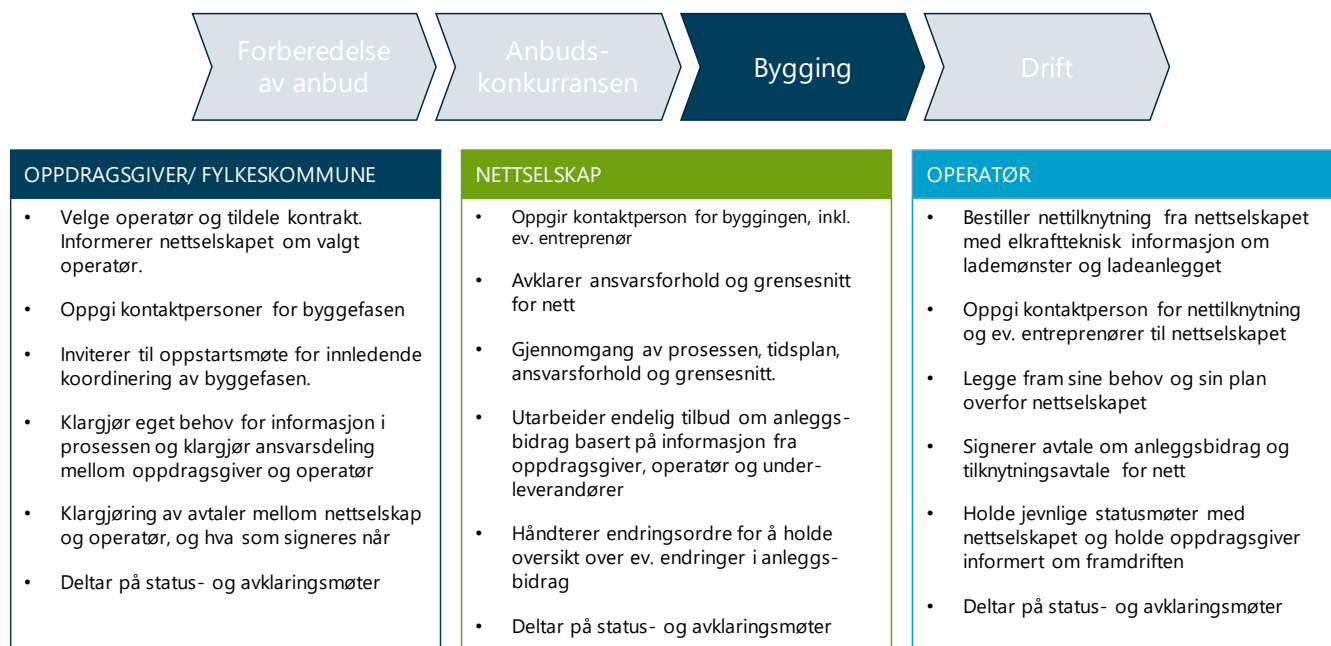 Forberedelse
av anbud
Anbuds-
konkurransen
Bygging
Drift
OPPDRAGSGIVER/ FYLKESKOMMUNE
• Velge operatør og tildele kontrakt.
Informerer nettselskapet om valgt
operatør.
• Oppgi kontaktpersoner for byggefasen
• Inviterer til oppstartsmøte for innledende
koordinering av byggefasen.
• Klargjør eget behov for informasjon i
prosessen og klargjør ansvarsdeling
mellom oppdragsgiver og operatør
• Klargjøring av avtaler mellom nettselskap
og operatør, og hva som signeres når
• Deltar på status- og avklaringsmøter
NETTSELSKAP
• Oppgir kontaktperson for byggingen, inkl.
ev. entreprenør
• Avklarer ansvarsforhold og grensesnitt
for nett
• Gjennomgang av prosessen, tidsplan,
ansvarsforhold og grensesnitt.
• Utarbeider endelig tilbud om anleggs-
bidrag basert på informasjon fra
oppdragsgiver, operatør og under-
leverandører
• Håndterer endringsordre for å holde
oversikt over ev. endringer i anleggs-
bidrag
• Deltar på status- og avklaringsmøter
OPERATØR
• Bestiller nettilknytning fra nettselskapet
med elkraftteknisk informasjon om
lademønster og ladeanlegget
• Oppgi kontaktperson for nettilknytning
og ev. entreprenører til nettselskapet
• Legge fram sine behov og sin plan
overfor nettselskapet
• Signerer avtale om anleggsbidrag og
tilknytningsavtale for nett
• Holde jevnlige statusmøter med
nettselskapet og holde oppdragsgiver
informert om framdriften
• Deltar på status- og avklaringsmøter